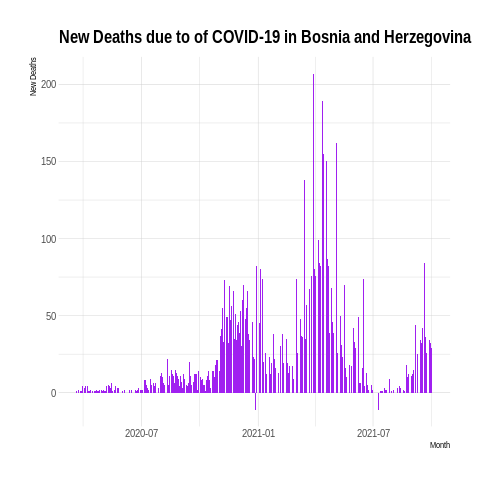 New Deaths due to of COVID-19 in Bosnia and Herzegovina
New Deaths
200
150
100
50
0
2020-07
2021-01
2021-07
Month